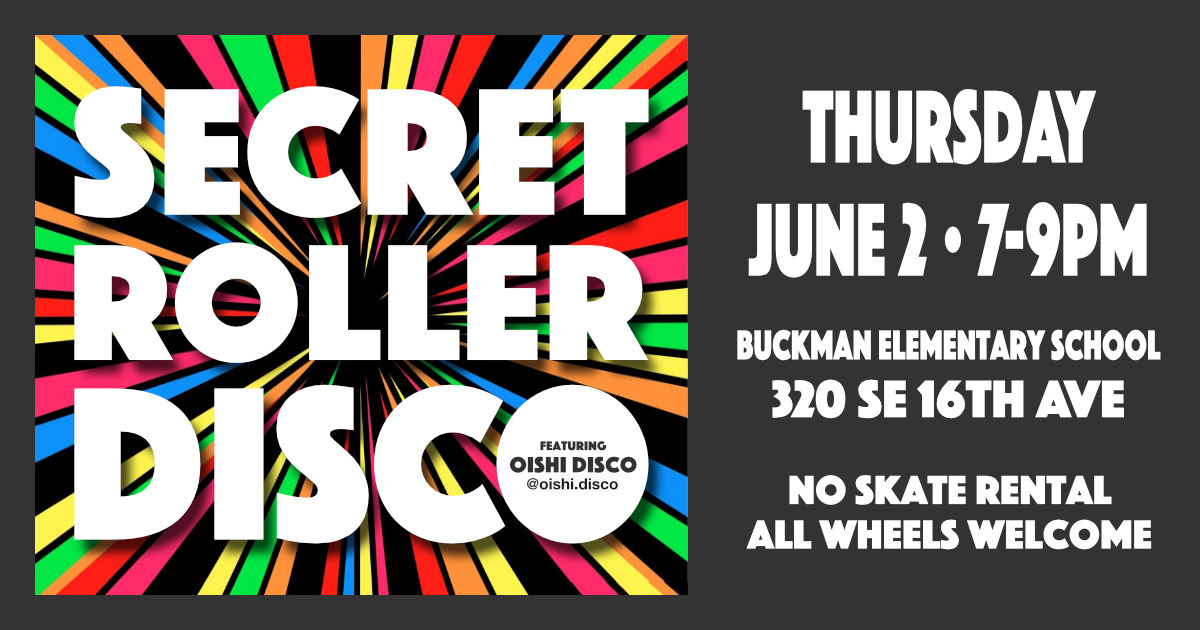 SECRET
ROLLER
DISCO
FEATURING
OISHI DISCO
@oishi.disco
THURSDAY
JUNE 2 • 7-9PM
BUCKMAN ELEMENTARY SCHOOL
320 SE 16TH AVE
NO SKATE RENTAL
ALL WHEELS WELCOME